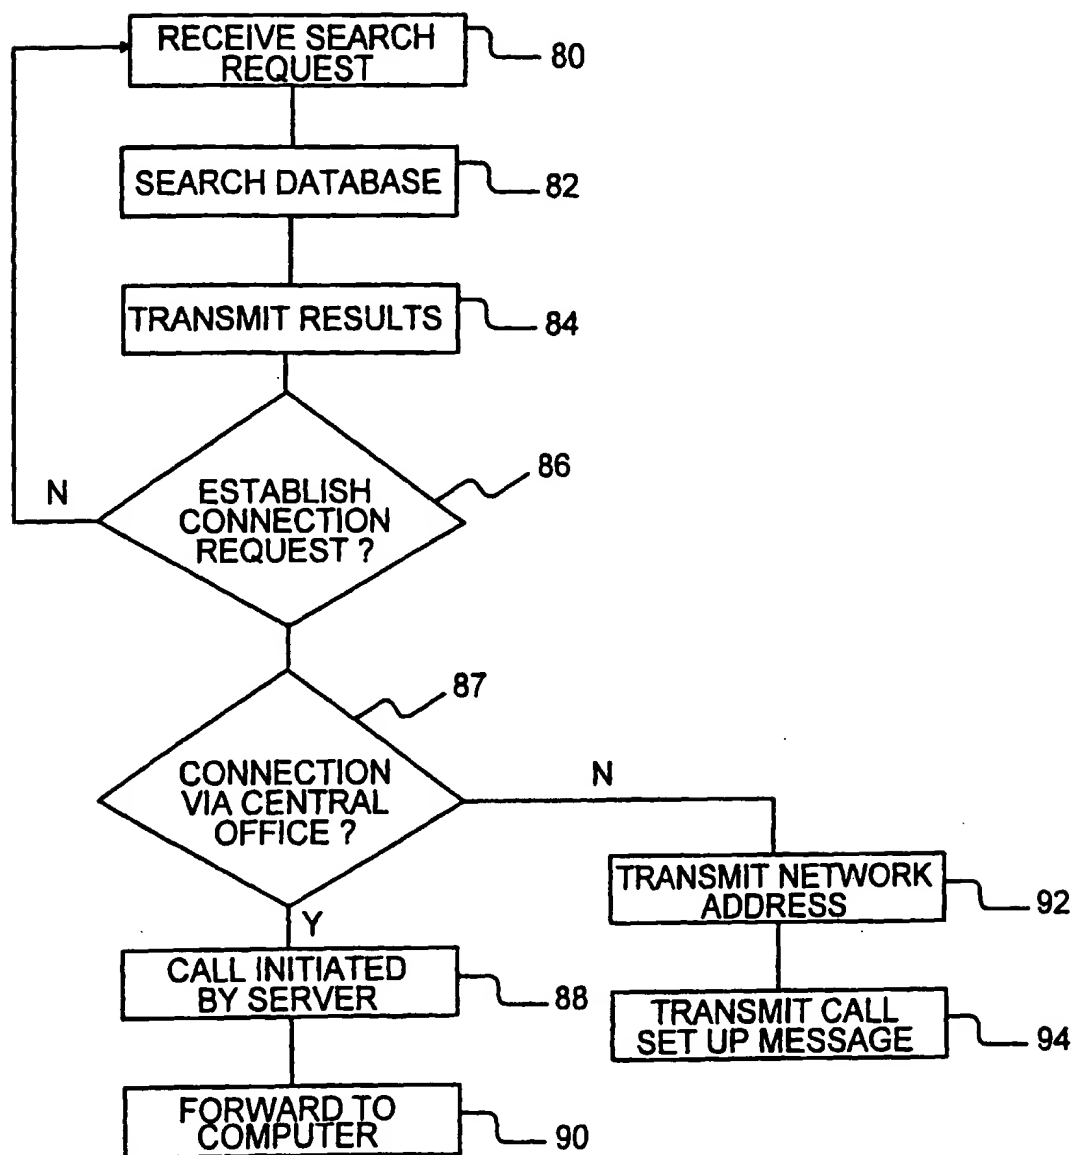 RECEIVE SEARCH
REQUEST
80
SEARCH DATABASE
82
TRANSMIT RESULTS
84
86
N
ESTABLISH
CONNECTION
REQUEST ?
87
CONNECTION
VIA CENTRAL
OFFICE ?
N
TRANSMIT NETWORK
ADDRESS
92
Y
CALL INITIATED
BY SERVER
88
TRANSMIT CALL
SET UP MESSAGE
94
FORWARD TO
COMPUTER
90